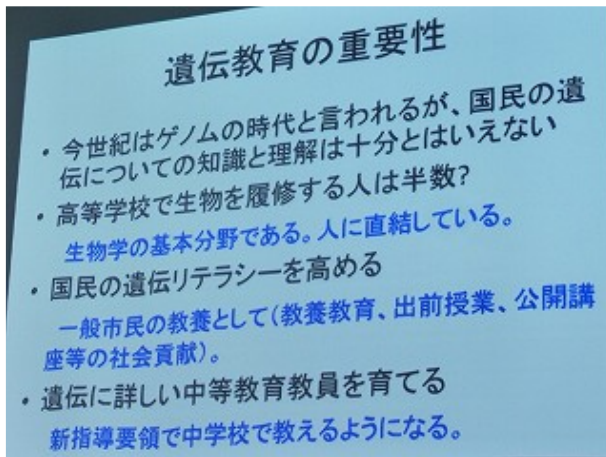 遺伝教育の重要性
・今世紀はゲノムの時代と言われるが、国民の遺
伝についての知識と理解は十分とはいえない
・高等学校で生物を履修する人は半数?
生物学の基本分野である。人に直結している。
・国民の遺伝リテラシーを高める
一般市民の教養として(教養教育、出前授業、公開講
座等の社会貢献)。
・遺伝に詳しい中等教育教員を育てる
新指導要領で中学校で教えるようになる。